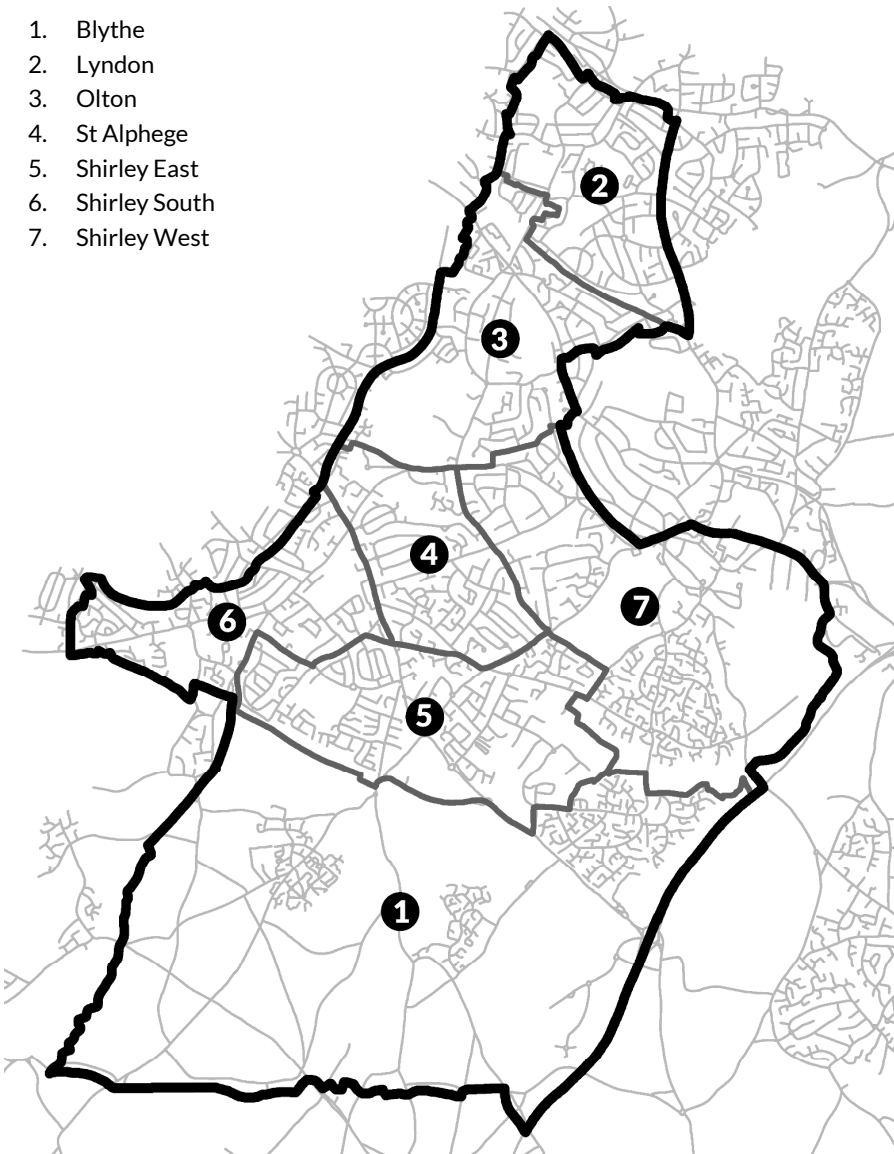 1. Blythe
2. Lyndon
3. Olton
4. St Alphege
5. Shirley East
6. Shirley South
7. Shirley West
2
3
4
7
6
5
1